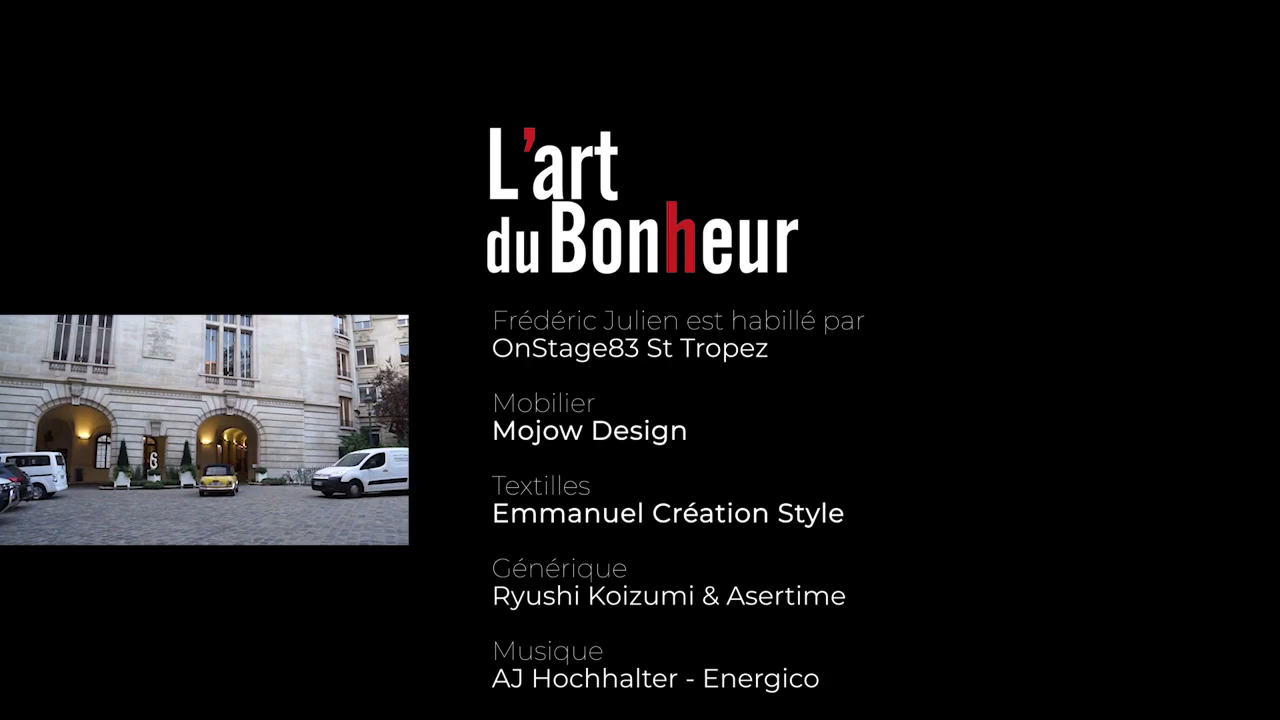 L'art
du Bonheur
Frédéric Julien est habillé par
OnStage83 St Tropez
Mobilier
Mojow Design
Textilles
Emmanuel Création Style
Générique
Ryushi Koizumi & Asertime
Musique
AJ Hochhalter - Energico